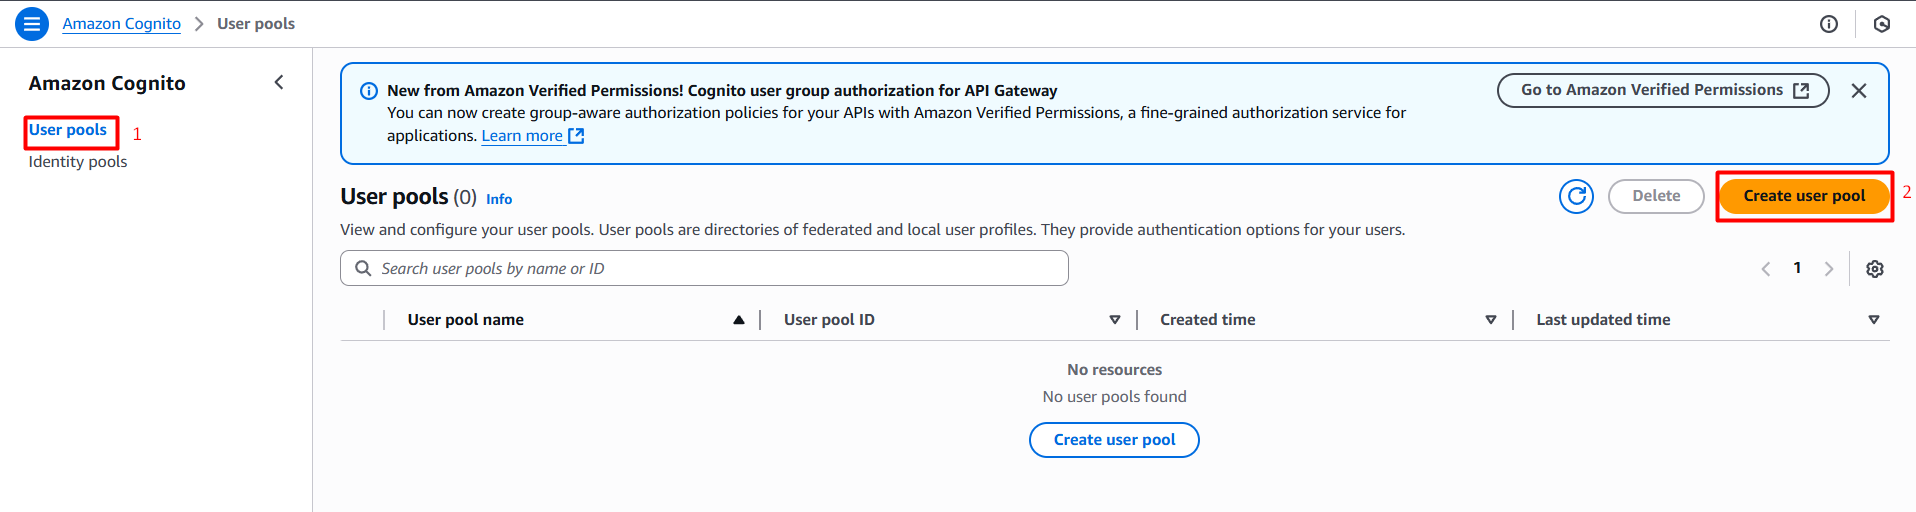 Amazon Cognito > User pools
Amazon Cognito
User pools 1
Identity pools
New from Amazon Verified Permissions! Cognito user group authorization for API Gateway
You can now create group-aware authorization policies for your APIs with Amazon Verified Permissions, a fine-grained authorization service for
applications. Learn more
Go to Amazon Verified Permissions
User pools (0) Info
Delete
Create user pool 2
View and configure your user pools. User pools are directories of federated and local user profiles. They provide authentication options for your users.
Search user pools by name or ID
1
User pool name User pool ID Created time Last updated time
No resources
No user pools found
Create user pool